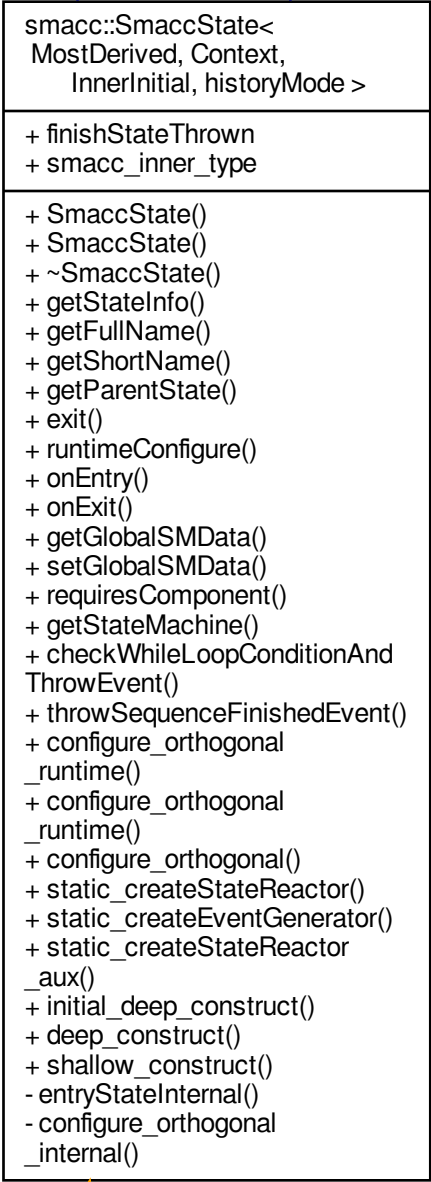 smacc::SmaccState<
MostDerived, Context,
InnerInitial, historyMode >
+ finishStateThrown
+ smacc_inner_type
+ SmaccState()
+ SmaccState()
+ ~SmaccState()
+ getStateInfo()
+ getFullName()
+ getShortName()
+ getParentState()
+ exit()
+ runtimeConfigure()
+ onEntry()
+ onExit()
+ getGlobalSMData()
+ setGlobalSMData()
+ requiresComponent()
+ getStateMachine()
+ checkWhileLoopConditionAnd
ThrowEvent()
+ throwSequenceFinishedEvent()
+ configure_orthogonal
_runtime()
+ configure_orthogonal
_runtime()
+ configure_orthogonal()
+ static_createStateReactor()
+ static_createEventGenerator()
+ static_createStateReactor
_aux()
+ initial_deep_construct()
+ deep_construct()
+ shallow_construct()
- entryStateInternal()
- configure_orthogonal
_internal()